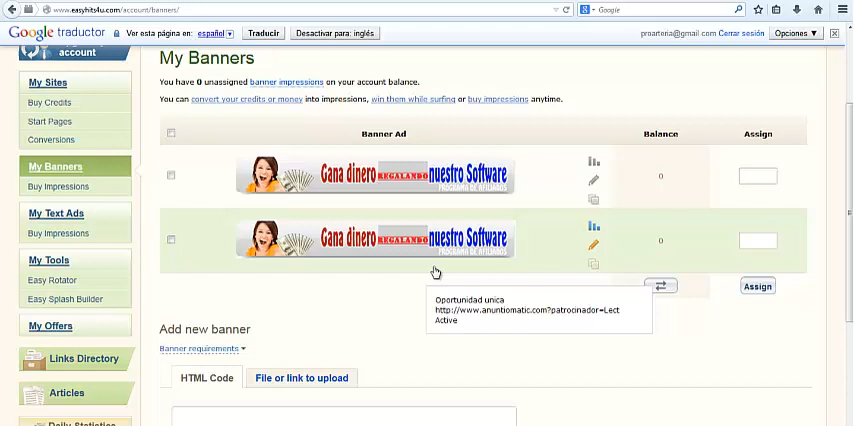 www.easyhits4u.com/account/banners/
Google
Google traductor Ver esta página en: español Traducir Desactivar para: inglés proarteria@gmail.com Cerrar sesión Opciones
account
My Sites
Buy Credits
Start Pages
Conversions
My Banners
Buy Impressions
My Text Ads
Buy Impressions
My Tools
Easy Rotator
Easy Splash Builder
My Offers
Links Directory
Articles
Daily Statistics
My Banners
You have 0 unassigned banner impressions on your account balance.
You can convert your credits or money into impressions, win them while surfing or buy impressions anytime.
Banner Ad Balance Assign
Gana dinero REGALANDO nuestro Software
PROGRAMA DE AFILIADOS
0
Gana dinero REGALANDO nuestro Software
PROGRAMA DE AFILIADOS
0
Assign
Oportunidad unica
http://www.anuntiomatic.com?patrocinador=Lect
Active
Add new banner
Banner requirements
HTML Code File or link to upload